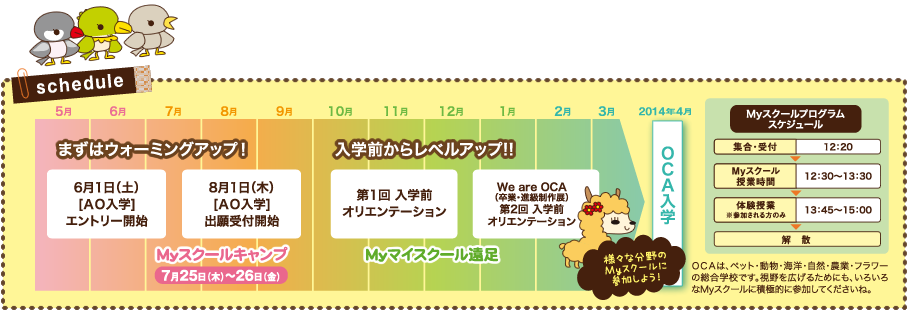 schedule
5月 6月 7月 8月 9月 10月 11月 12月 1月 2月 3月 2014年4月
まずはウォーミングアップ！
6月1日(土)
[AO入学]
エントリー開始
8月1日(木)
[AO入学]
出願受付開始
Myスクールキャンプ
7月25日(木)～26日(金)
入学前からレベルアップ!!
第1回 入学前
オリエンテーション
We are OCA
(卒業・進級制作展)
第2回 入学前
オリエンテーション
Myマイスクール遠足
様々な分野の
Myスクールに
参加しよう！
OCA入学
Myスクールプログラム
スケジュール
集合・受付 12:20
Myスクール
授業時間 12:30～13:30
体験授業
※参加される方のみ 13:45～15:00
解 散
OCAは、ペット・動物・海洋・自然・農業・フラワー
の総合学校です。視野を広げるためにも、いろいろ
なMyスクールに積極的に参加してくださいね。